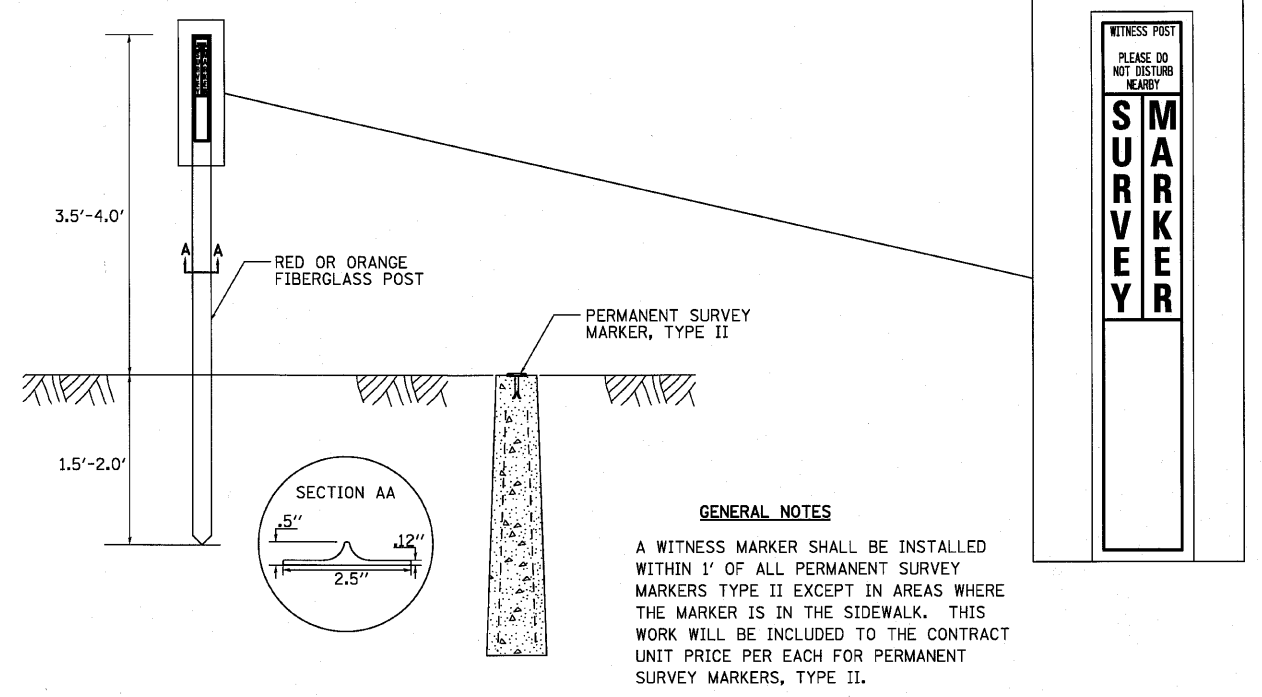 3.5'-4.0'
A A
RED OR ORANGE
FIBERGLASS POST
PERMANENT SURVEY
MARKER, TYPE II
1.5'-2.0'
SECTION AA
.5"
.12"
2.5"
WITNESS POST
PLEASE DO
NOT DISTURB
NEARBY
SURVEY
MARKER
GENERAL NOTES
A WITNESS MARKER SHALL BE INSTALLED
WITHIN 1' OF ALL PERMANENT SURVEY
MARKERS TYPE II EXCEPT IN AREAS WHERE
THE MARKER IS IN THE SIDEWALK. THIS
WORK WILL BE INCLUDED TO THE CONTRACT
UNIT PRICE PER EACH FOR PERMANENT
SURVEY MARKERS, TYPE II.